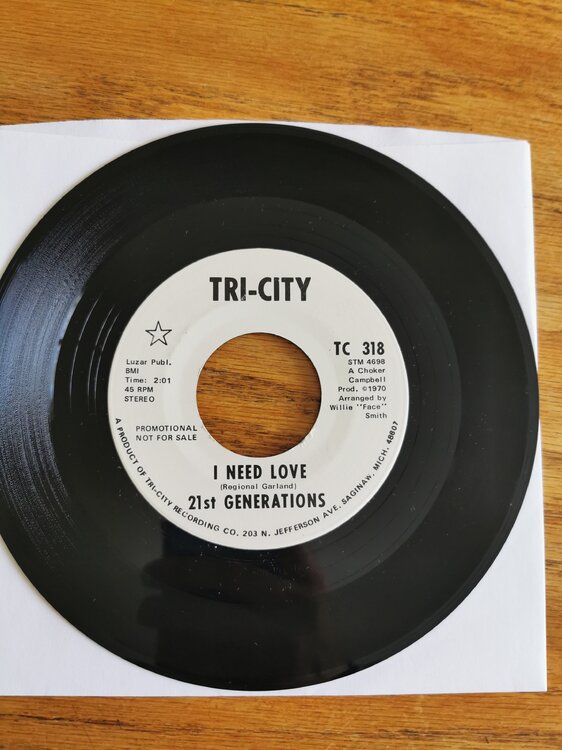 TRI-CITY
Luzar Publ.
BMI
Time: 2:01
45 RPM
STEREO
PROMOTIONAL
NOT FOR SALE
TC 318
STM 4698
A Choker
Campbell
Prod. ©1970
Arranged by
Willie "Face"
Smith
I NEED LOVE
(Regional Garland)
21st GENERATIONS
A PRODUCT OF TRI-CITY RECORDING CO. 203 N. JEFFERSON AVE. SAGINAW, MICH. 48607